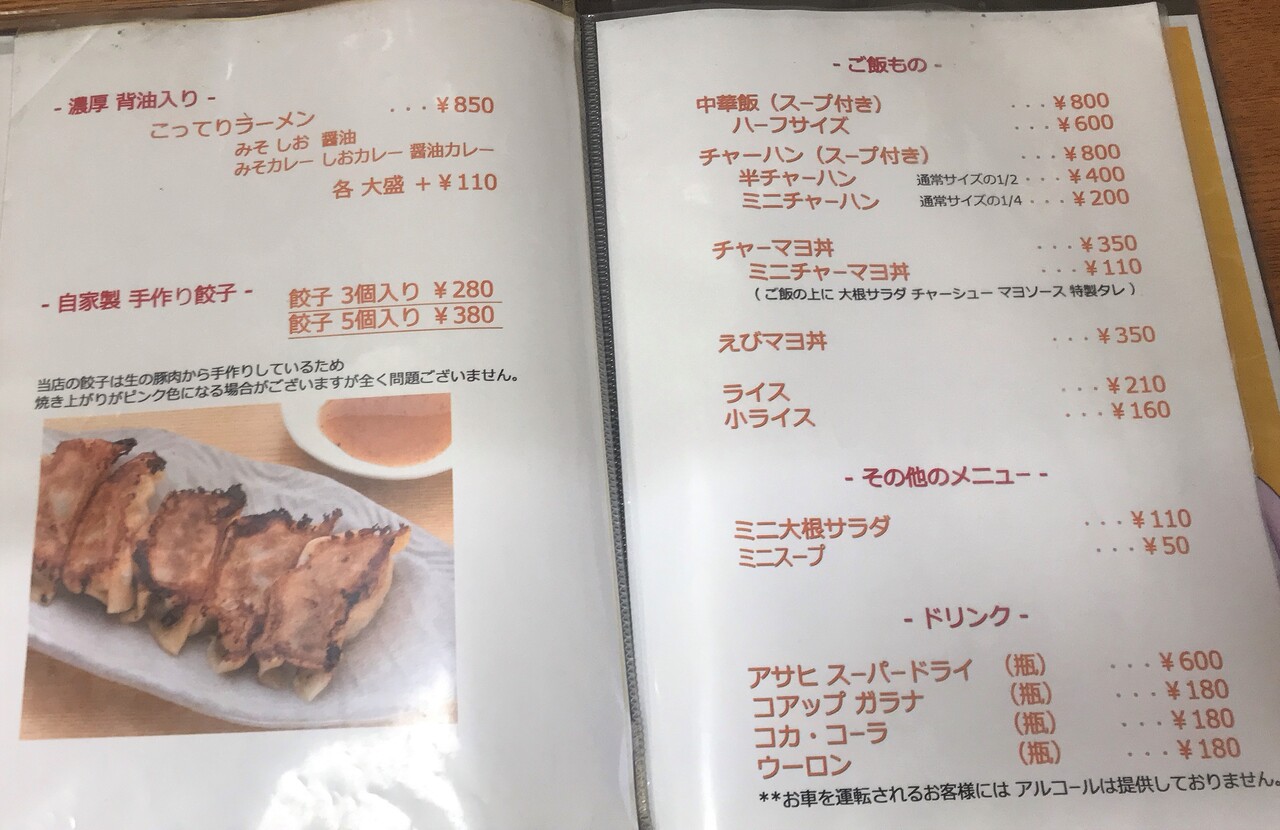 - 濃厚 背油入り -
こってりラーメン ・・・￥850
みそ しお 醤油
みそカレー しおカレー 醤油カレー
各 大盛 ＋￥110
- 自家製 手作り餃子 -
餃子 3個入り ￥280
餃子 5個入り ￥380
当店の餃子は生の豚肉から手作りしているため
焼き上がりがピンク色になる場合がございますが全く問題ございません。
- ご飯もの -
中華飯（スープ付き） ・・・￥800
ハーフサイズ ・・・￥600
チャーハン（スープ付き） ・・・￥800
半チャーハン 通常サイズの1/2 ・・・￥400
ミニチャーハン 通常サイズの1/4 ・・・￥200
チャーマヨ丼 ・・・￥350
ミニチャーマヨ丼 ・・・￥110
（ ご飯の上に 大根サラダ チャーシュー マヨソース 特製タレ ）
えびマヨ丼 ・・・￥350
ライス ・・・￥210
小ライス ・・・￥160
- その他のメニュー -
ミニ大根サラダ ・・・￥110
ミニスープ ・・・￥50
- ドリンク -
アサヒ スーパードライ （瓶） ・・・￥600
コアップ ガラナ （瓶） ・・・￥180
コカ・コーラ （瓶） ・・・￥180
ウーロン （瓶） ・・・￥180
**お車を運転されるお客様には アルコールは提供しておりません。